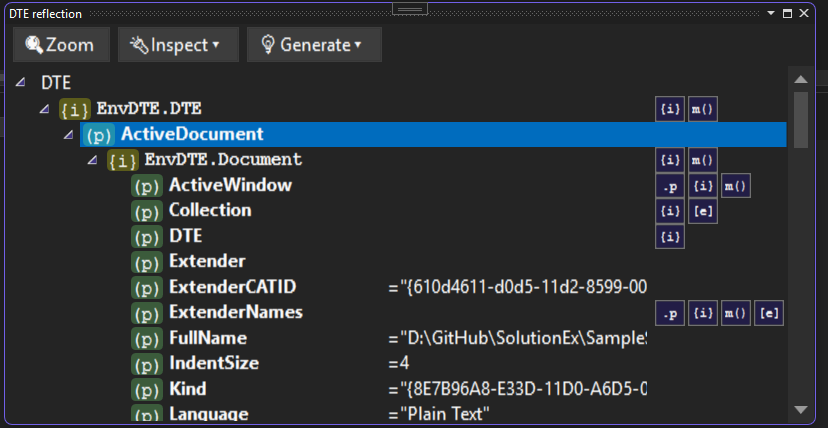 DTE reflection
Zoom Inspect Generate
DTE
{i} EnvDTE.DTE {i} m()
(p) ActiveDocument
{i} EnvDTE.Document {i} m()
(p) ActiveWindow .p {i} m()
(p) Collection {i} [e]
(p) DTE {i}
(p) Extender
(p) ExtenderCATID ="{610d4611-d0d5-11d2-8599-00
(p) ExtenderNames .p {i} m() [e]
(p) FullName ="D:\GitHub\SolutionEx\Sample
(p) IndentSize =4
(p) Kind ="{8E7B96A8-E33D-11D0-A6D5-0
(p) Language ="Plain Text"